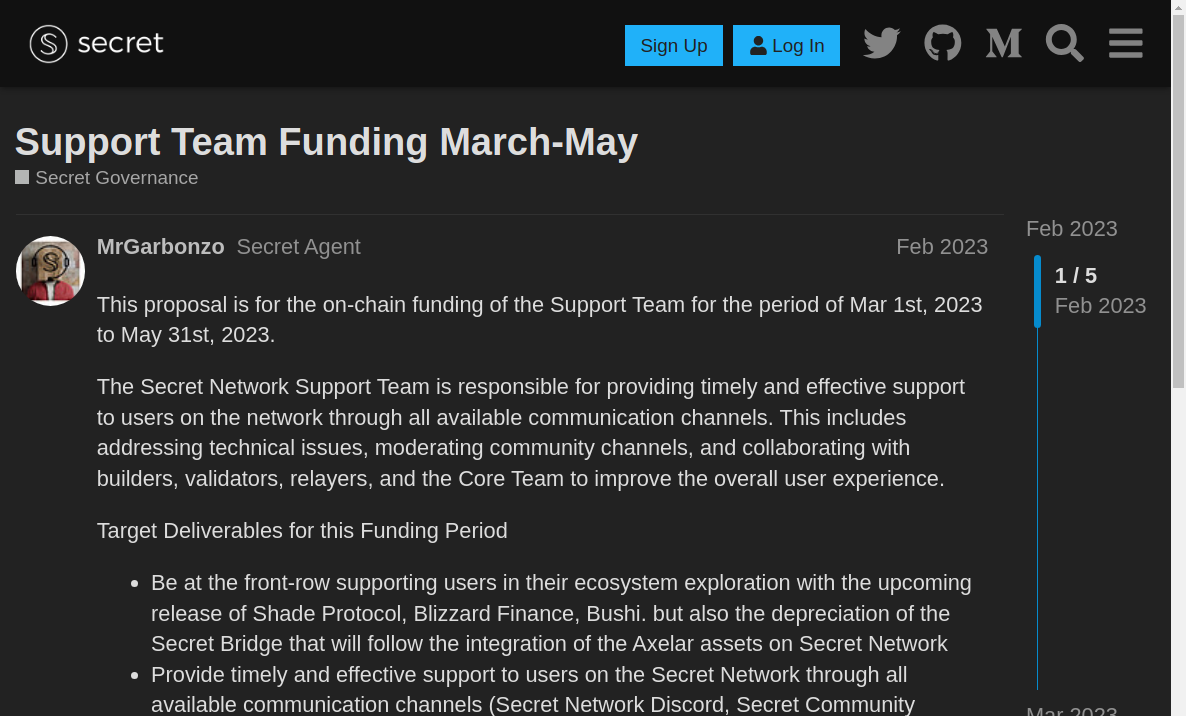 secret
Sign Up
Log In
Support Team Funding March-May
Secret Governance
MrGarbonzo Secret Agent Feb 2023
This proposal is for the on-chain funding of the Support Team for the period of Mar 1st, 2023
to May 31st, 2023.
The Secret Network Support Team is responsible for providing timely and effective support
to users on the network through all available communication channels. This includes
addressing technical issues, moderating community channels, and collaborating with
builders, validators, relayers, and the Core Team to improve the overall user experience.
Target Deliverables for this Funding Period
Be at the front-row supporting users in their ecosystem exploration with the upcoming
release of Shade Protocol, Blizzard Finance, Bushi. but also the depreciation of the
Secret Bridge that will follow the integration of the Axelar assets on Secret Network
Provide timely and effective support to users on the Secret Network through all
available communication channels (Secret Network Discord, Secret Community
Feb 2023
1 / 5
Feb 2023
Mar 2023